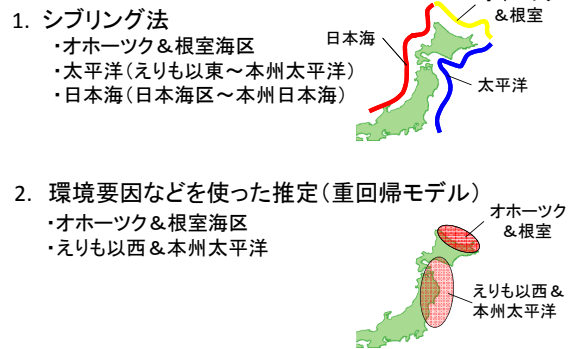 1. シブリング法
・オホーツク&根室海区
・太平洋(えりも以東～本州太平洋)
・日本海(日本海区～本州日本海)
&根室
日本海
太平洋
2. 環境要因などを使った推定(重回帰モデル)
・オホーツク&根室海区
・えりも以西&本州太平洋
オホーツク
&根室
えりも以西&
本州太平洋